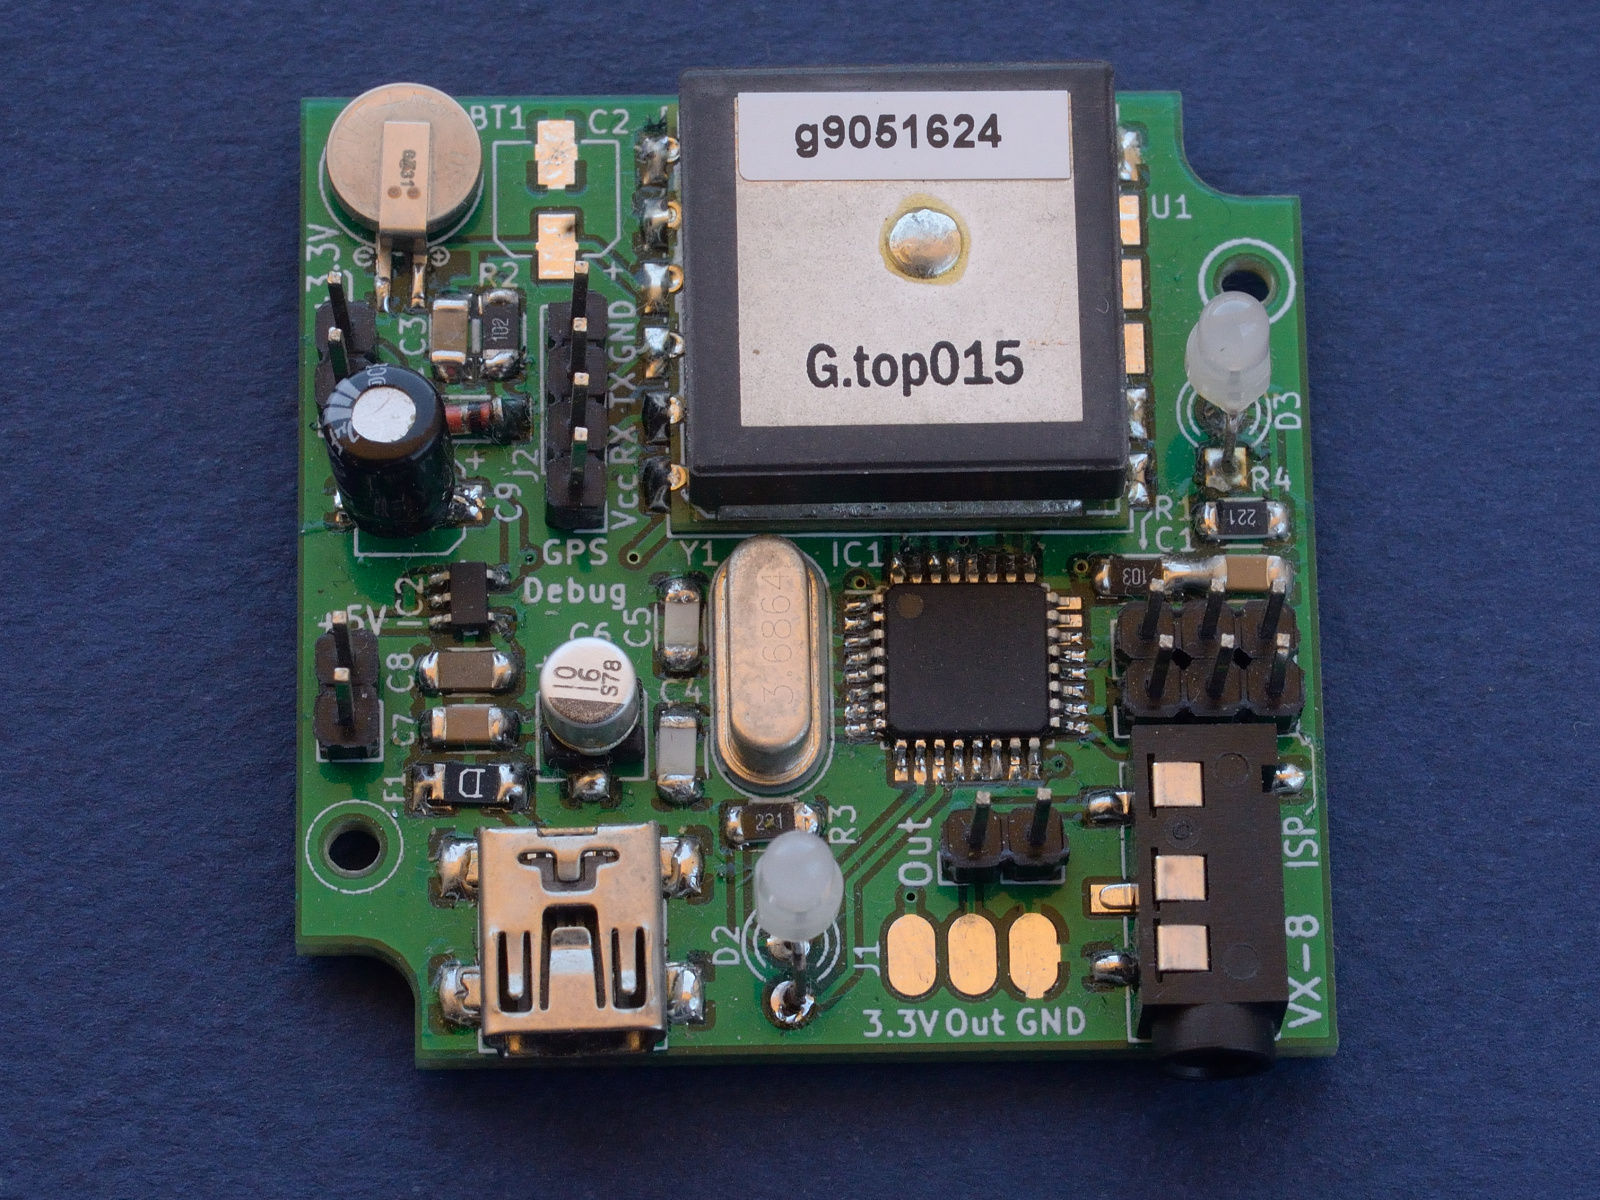 BT1
C2
g9051624
6831
3.3V
U1
R2
+
GND
TX
RX
Vcc
C3
102
G.top015
D3
J2
C9
+
R4
221
R1
C1
GPS
Debug
Y1
IC1
103
IC2
+5V
C5
C6
3.6864
10
16
S78
C8
C4
C7
F1
D
221
R3
Out
ISP
D2
J1
VX-8
3.3V Out GND